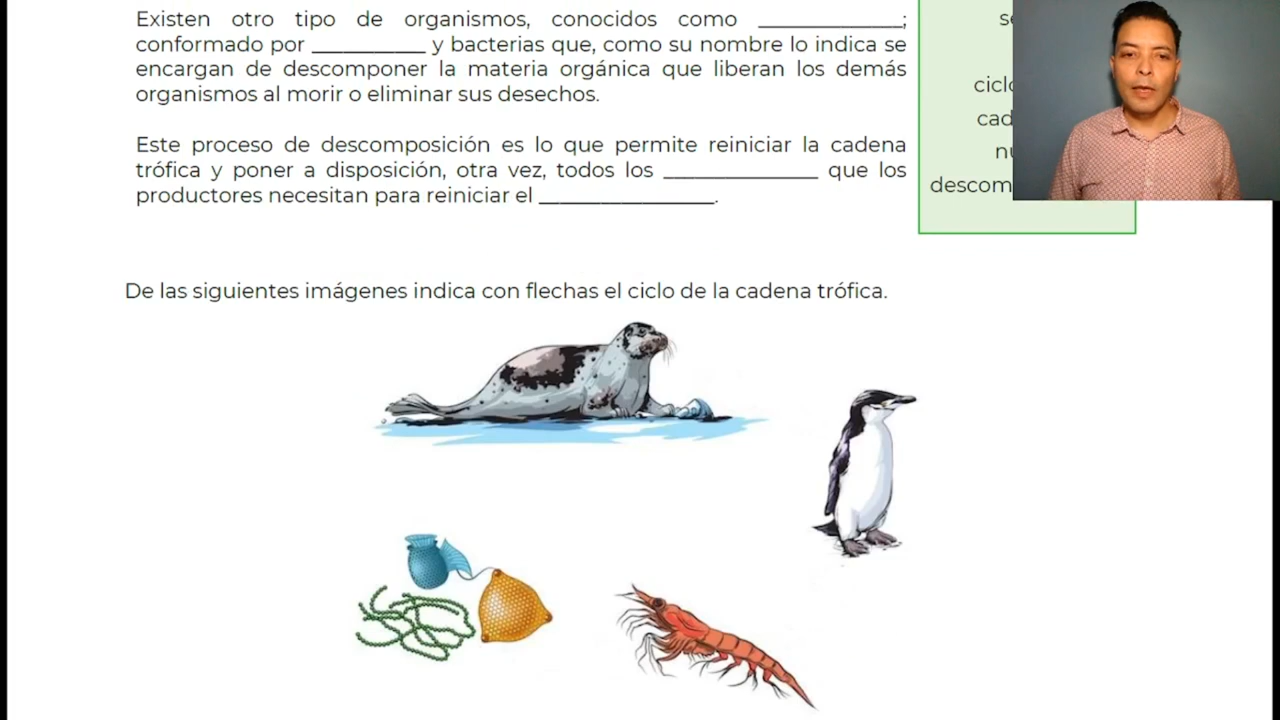 Existen otro tipo de organismos, conocidos como ______________;
conformado por ___________ y bacterias que, como su nombre lo indica se
encargan de descomponer la materia orgánica que liberan los demás
organismos al morir o eliminar sus desechos.
Este proceso de descomposición es lo que permite reiniciar la cadena
trófica y poner a disposición, otra vez, todos los _______________ que los
productores necesitan para reiniciar el _________________.
De las siguientes imágenes indica con flechas el ciclo de la cadena trófica.